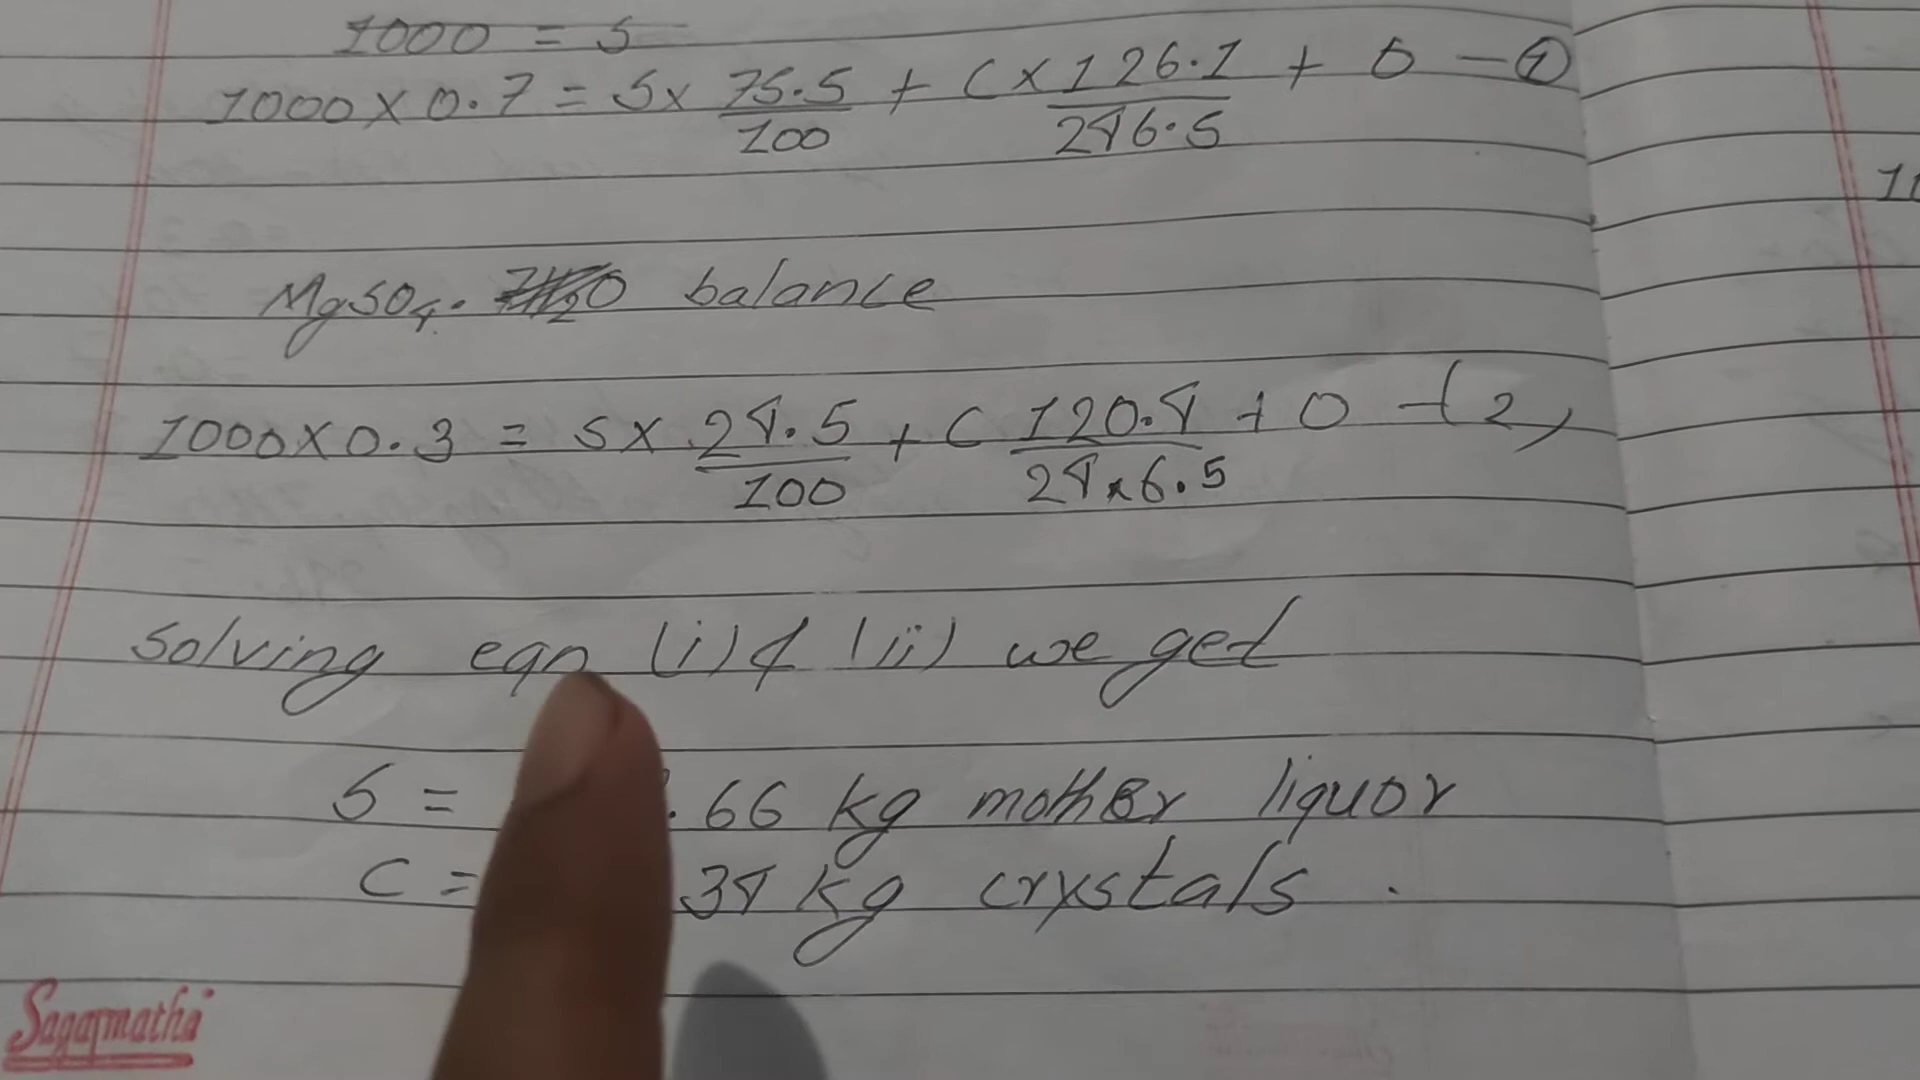 1000 = S
1000 X 0.7 = S x 75.5/100 + C x 126.1/246.5 + 0 - ①
MgSO4. balance
1000 X 0.3 = S X 24.5/100 + C 120.4/24x6.5 + 0 - (2)
Solving eqn (i) & (ii) we get
S = .66 kg mother liquor
C = 34 kg crystals.
Sagarmatha